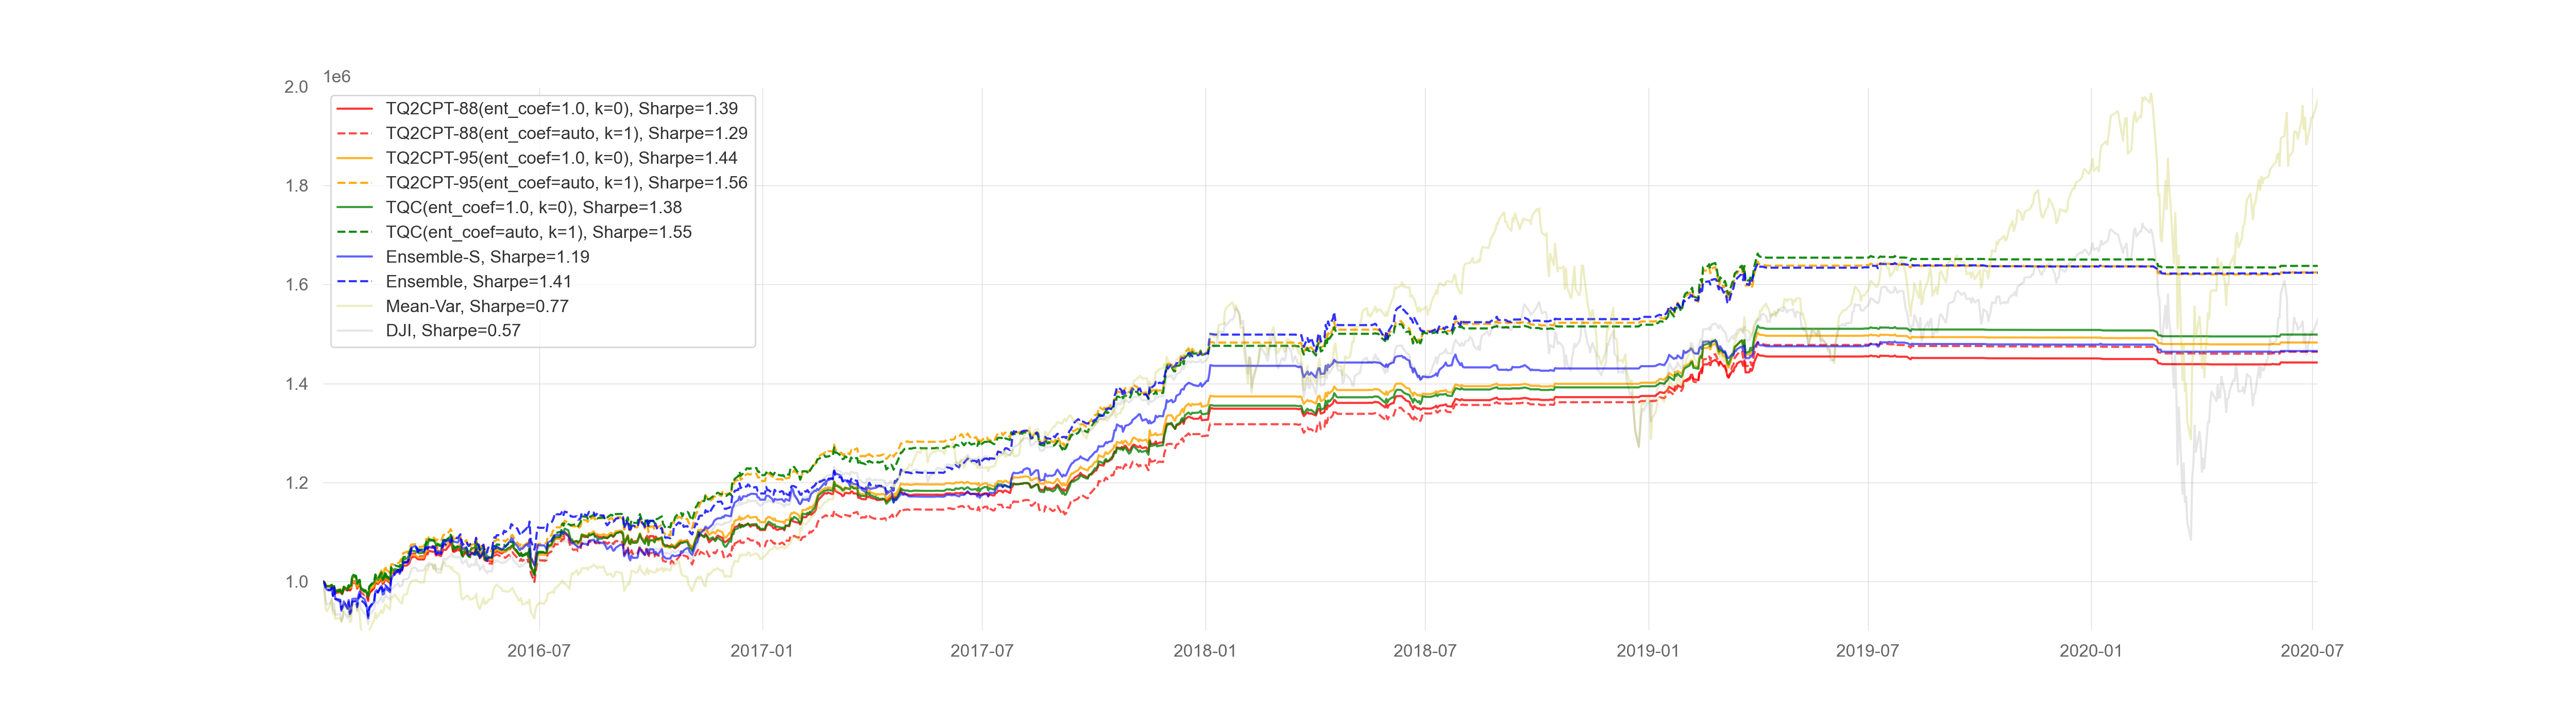 1e6
2.0
1.8
1.6
1.4
1.2
1.0
TQ2CPT-88(ent_coef=1.0, k=0), Sharpe=1.39
TQ2CPT-88(ent_coef=auto, k=1), Sharpe=1.29
TQ2CPT-95(ent_coef=1.0, k=0), Sharpe=1.44
TQ2CPT-95(ent_coef=auto, k=1), Sharpe=1.56
TQC(ent_coef=1.0, k=0), Sharpe=1.38
TQC(ent_coef=auto, k=1), Sharpe=1.55
Ensemble-S, Sharpe=1.19
Ensemble, Sharpe=1.41
Mean-Var, Sharpe=0.77
DJI, Sharpe=0.57
2016-07 2017-01 2017-07 2018-01 2018-07 2019-01 2019-07 2020-01 2020-07